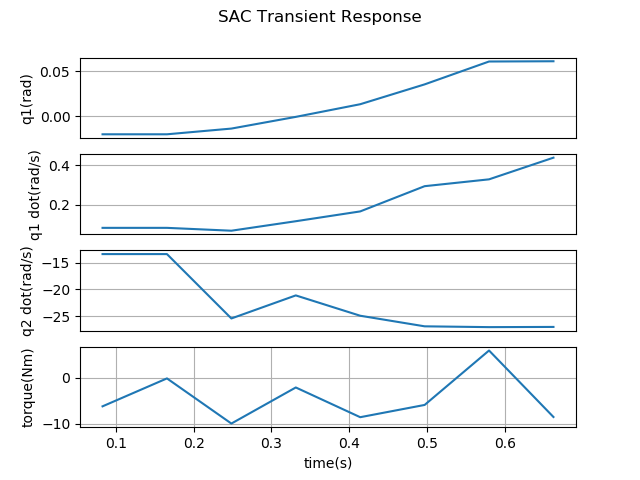 SAC Transient Response
q1(rad)
0.05
0.00
q1 dot(rad/s)
0.4
0.2
q2 dot(rad/s)
−15
−20
−25
torque(Nm)
0
−10
0.1 0.2 0.3 0.4 0.5 0.6
time(s)